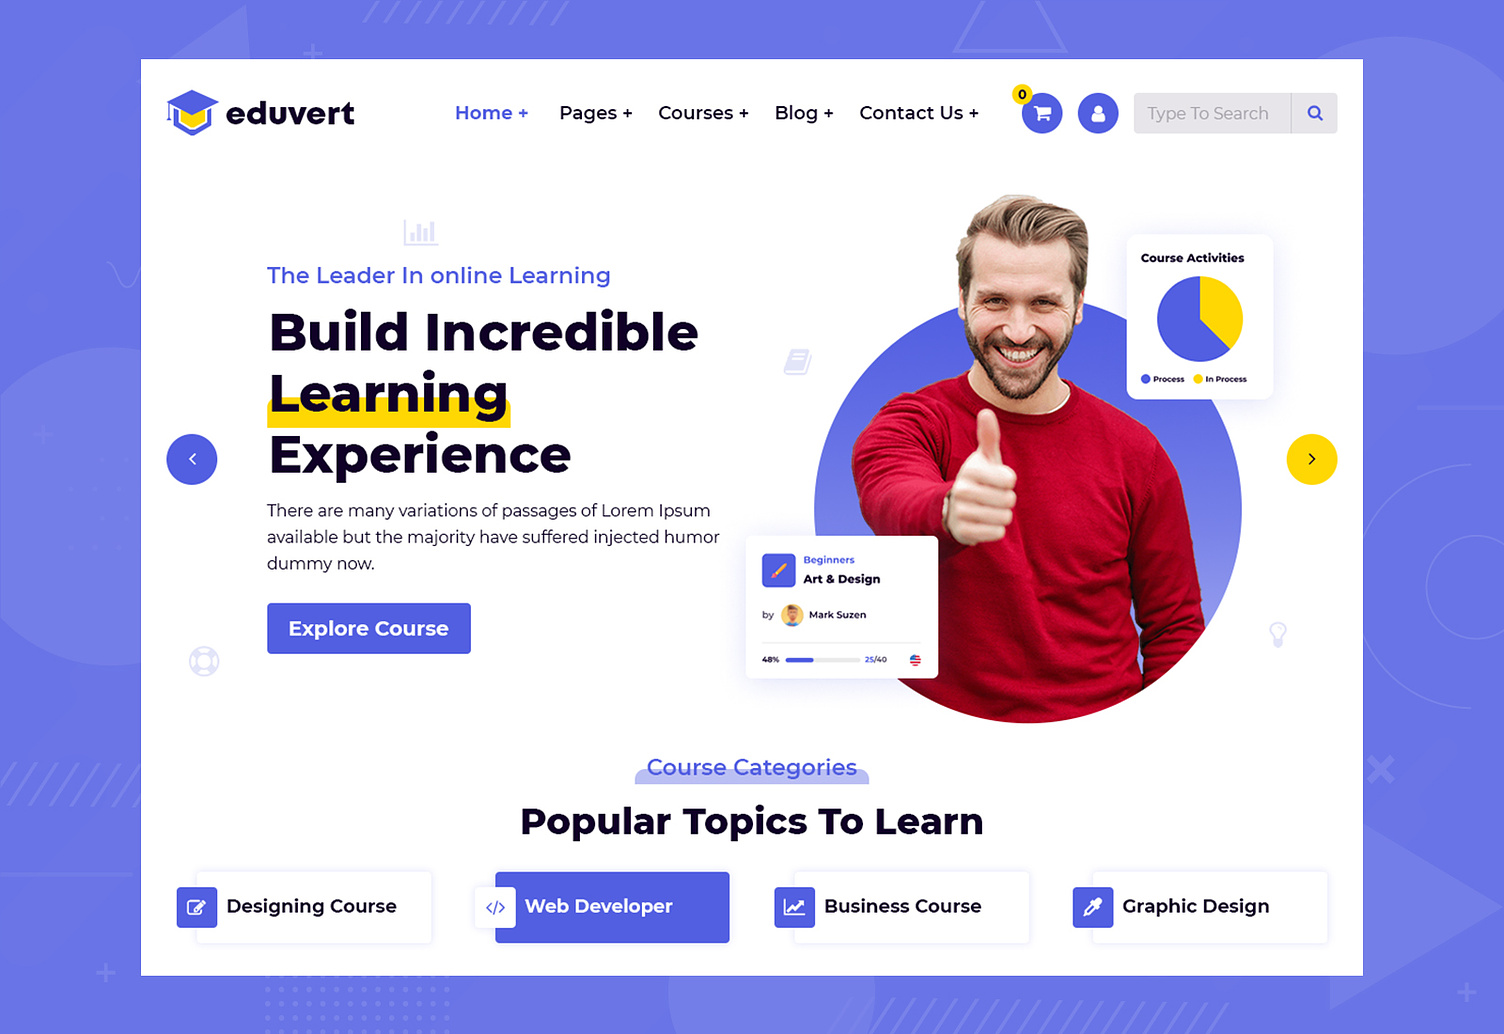 eduvert
Home +
Pages +
Courses +
Blog +
Contact Us +
0
Type To Search
The Leader In online Learning
Build Incredible
Learning
Experience
There are many variations of passages of Lorem Ipsum
available but the majority have suffered injected humor
dummy now.
Explore Course
Course Activities
Process
In Process
Beginners
Art & Design
by Mark Suzen
48% 25/40
Course Categories
Popular Topics To Learn
Designing Course
</> Web Developer
Business Course
Graphic Design